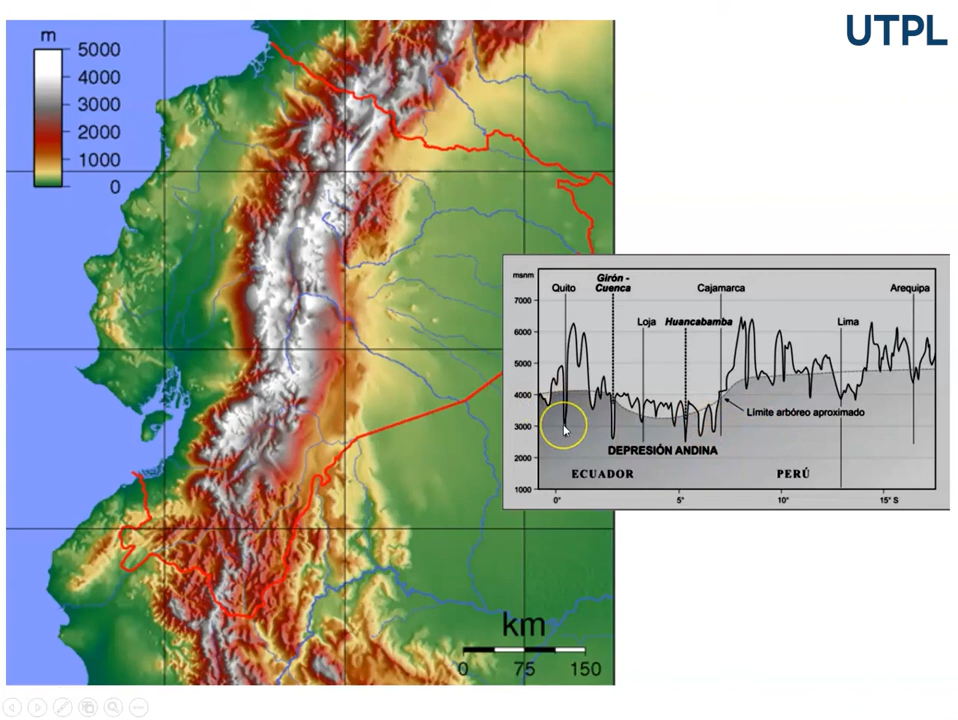 UTPL
m
5000
4000
3000
2000
1000
0
msnm
Quito
Girón -
Cuenca
Cajamarca
Arequipa
Loja
Huancabamba
Lima
7000
6000
5000
4000
3000
2000
1000
Límite arbóreo aproximado
DEPRESIÓN ANDINA
ECUADOR
PERÚ
0°
5°
10°
15° S
km
0
75
150